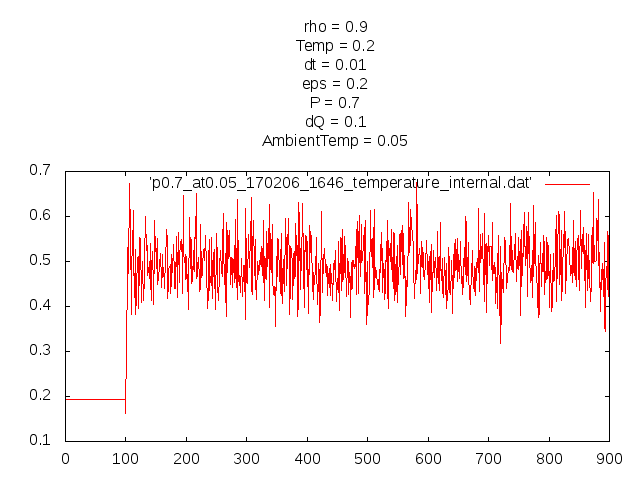 rho = 0.9
Temp = 0.2
dt = 0.01
eps = 0.2
P = 0.7
dQ = 0.1
AmbientTemp = 0.05
0.7
'p0.7_at0.05_170206_1646_temperature_internal.dat'
0.6
0.5
0.4
0.3
0.2
0.1
0 100 200 300 400 500 600 700 800 900